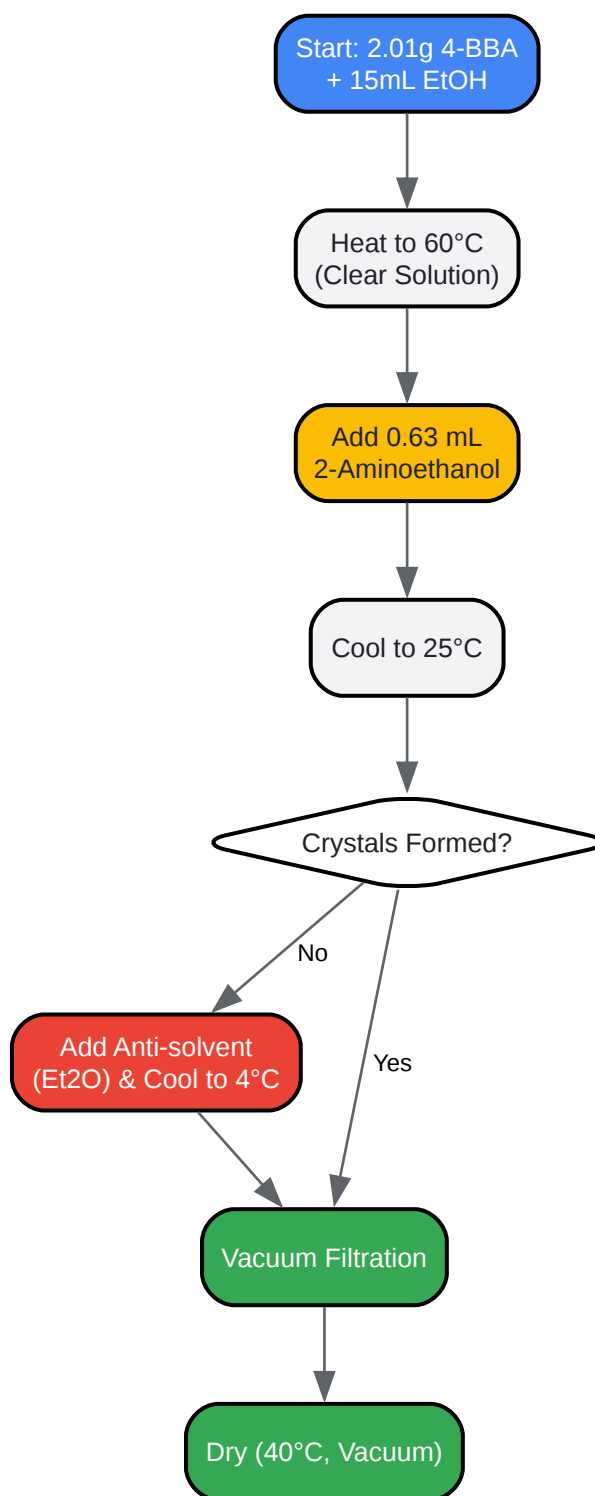 Start: 2.01g 4-BBA
+ 15mL EtOH
Heat to 60°C
(Clear Solution)
Add 0.63 mL
2-Aminoethanol
Cool to 25°C
Crystals Formed?
No
Add Anti-solvent
(Et2O) & Cool to 4°C
Yes
Vacuum Filtration
Dry (40°C, Vacuum)